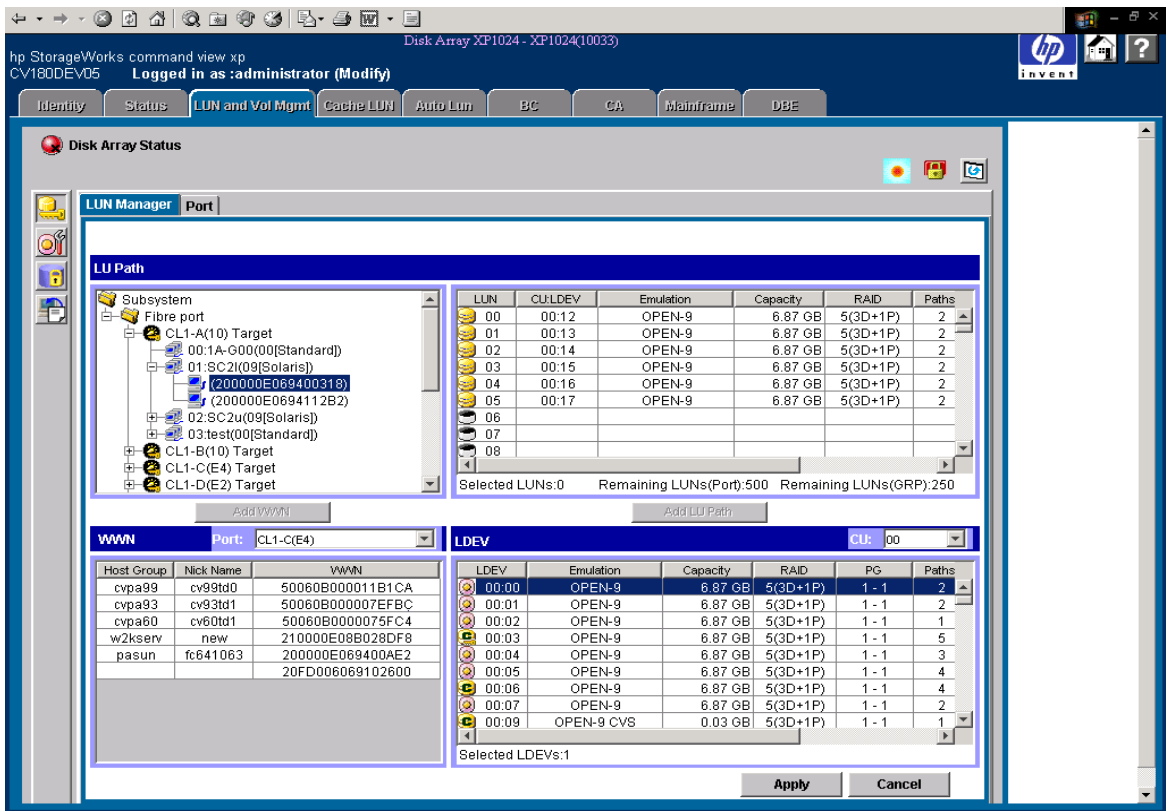 Disk Array XP1024 - XP1024(10033)
hp StorageWorks command view xp
CV180DEV05 Logged in as :administrator (Modify)
hp
invent
?
Identity Status LUN and Vol Mgmt Cache LUN Auto Lun BC CA Mainframe DBE
Disk Array Status
LUN Manager Port
LU Path
Subsystem
Fibre port
CL1-A(10) Target
00:1A-G00(00[Standard])
01:SC2I(09[Solaris])
(200000E069400318)
(200000E0694112B2)
02:SC2u(09[Solaris])
03:test(00[Standard])
CL1-B(10) Target
CL1-C(E4) Target
CL1-D(E2) Target
LUN CU:LDEV Emulation Capacity RAID Paths
00 00:12 OPEN-9 6.87 GB 5(3D+1P) 2
01 00:13 OPEN-9 6.87 GB 5(3D+1P) 2
02 00:14 OPEN-9 6.87 GB 5(3D+1P) 2
03 00:15 OPEN-9 6.87 GB 5(3D+1P) 2
04 00:16 OPEN-9 6.87 GB 5(3D+1P) 2
05 00:17 OPEN-9 6.87 GB 5(3D+1P) 2
06
07
08
Selected LUNs:0 Remaining LUNs(Port):500 Remaining LUNs(GRP):250
Add WWN
Add LU Path
WWN Port: CL1-C(E4)
Host Group Nick Name WWN
cvpa99 cv99td0 50060B000011B1CA
cvpa93 cv93td1 50060B000007EFBC
cvpa60 cv60td1 50060B0000075FC4
w2kserv new 210000E08B028DF8
pasun fc641063 200000E069400AE2
20FD006069102600
LDEV CU: 00
LDEV Emulation Capacity RAID PG Paths
00:00 OPEN-9 6.87 GB 5(3D+1P) 1 - 1 2
00:01 OPEN-9 6.87 GB 5(3D+1P) 1 - 1 2
00:02 OPEN-9 6.87 GB 5(3D+1P) 1 - 1 1
00:03 OPEN-9 6.87 GB 5(3D+1P) 1 - 1 5
00:04 OPEN-9 6.87 GB 5(3D+1P) 1 - 1 3
00:05 OPEN-9 6.87 GB 5(3D+1P) 1 - 1 4
00:06 OPEN-9 6.87 GB 5(3D+1P) 1 - 1 4
00:07 OPEN-9 6.87 GB 5(3D+1P) 1 - 1 2
00:09 OPEN-9 CVS 0.03 GB 5(3D+1P) 1 - 1 1
Selected LDEVs:1
Apply Cancel